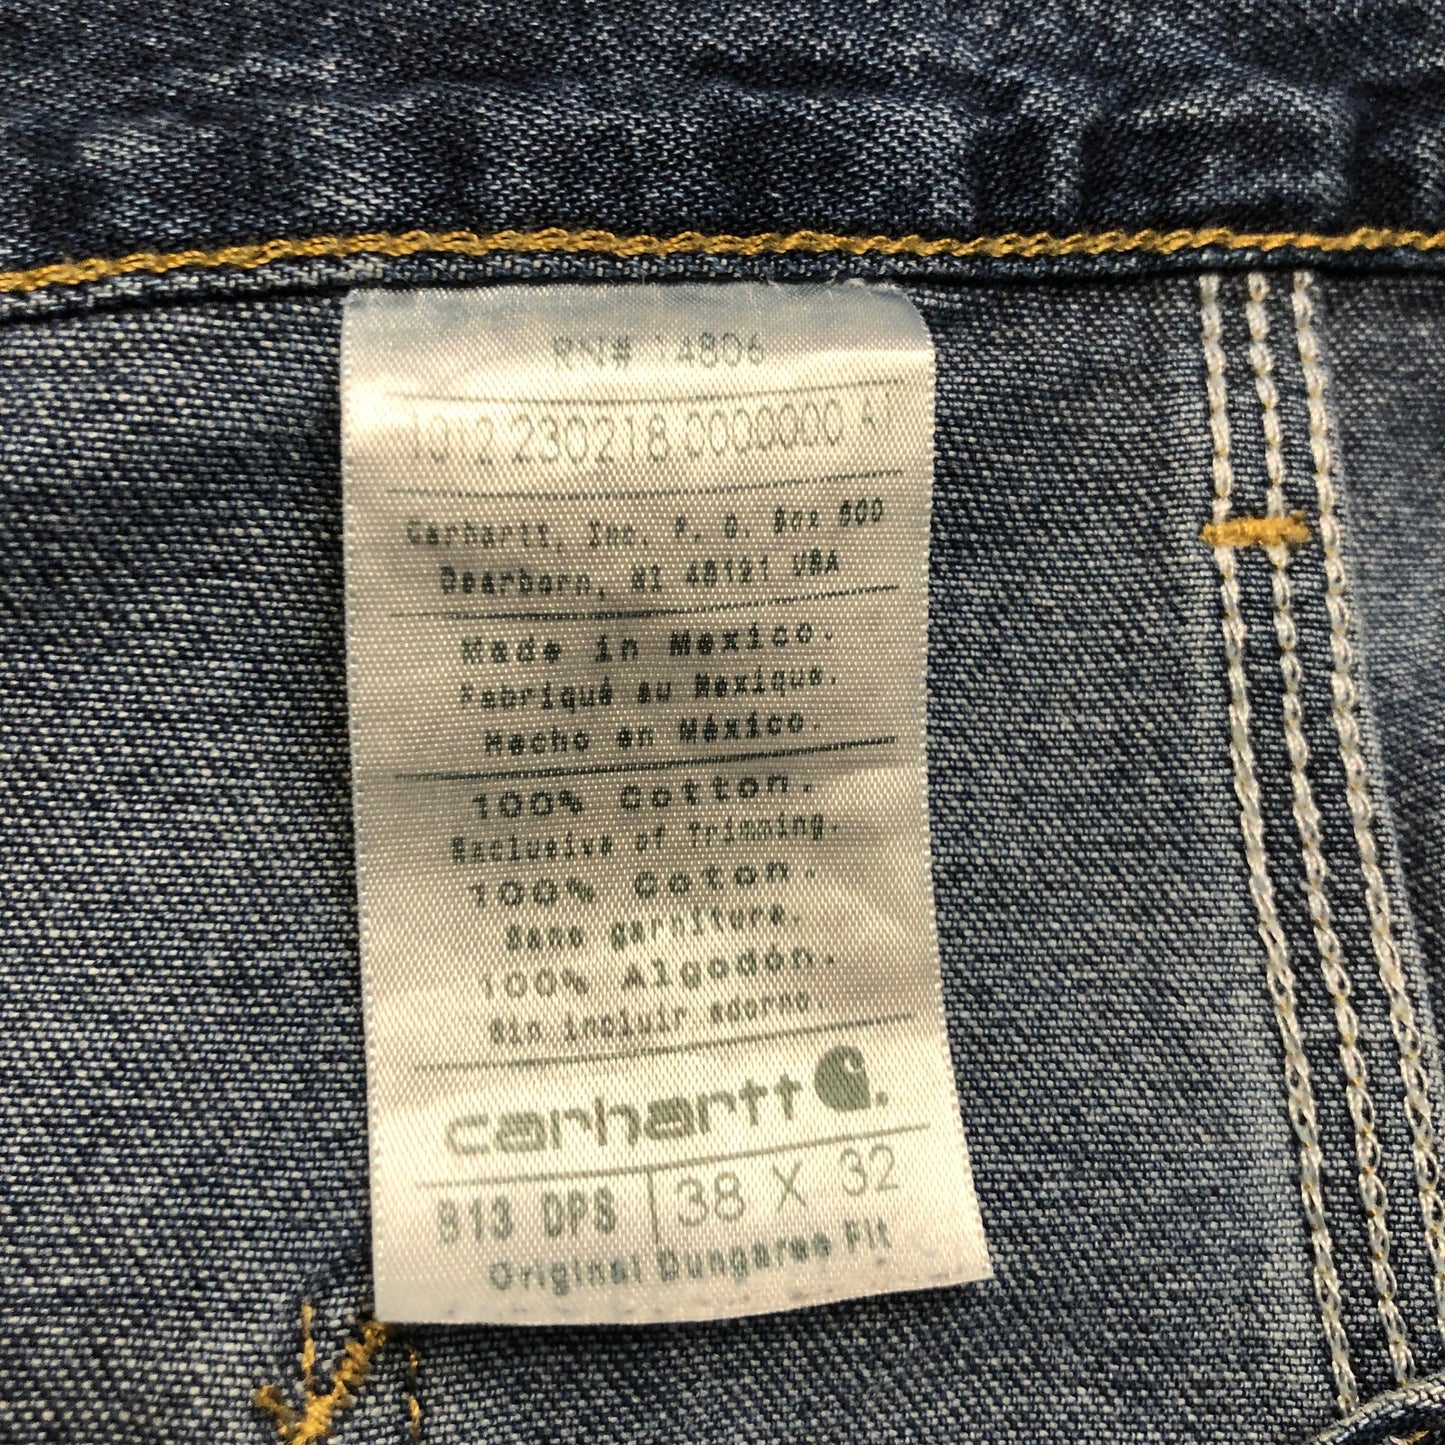 RN# 14806
230218.0000000
Carhartt, Inc. P. O. Box 600
Dearborn, MI 48121 USA
Made in Mexico.
Fabriqué au Mexique.
Hecho en México.
100% Cotton.
Exclusive of Trimming.
100% Coton.
Sans garniture.
100% Algodón.
Sin incluir adorno.
carhartt
813 DPS 38 X 32
Original Dungaree Fit